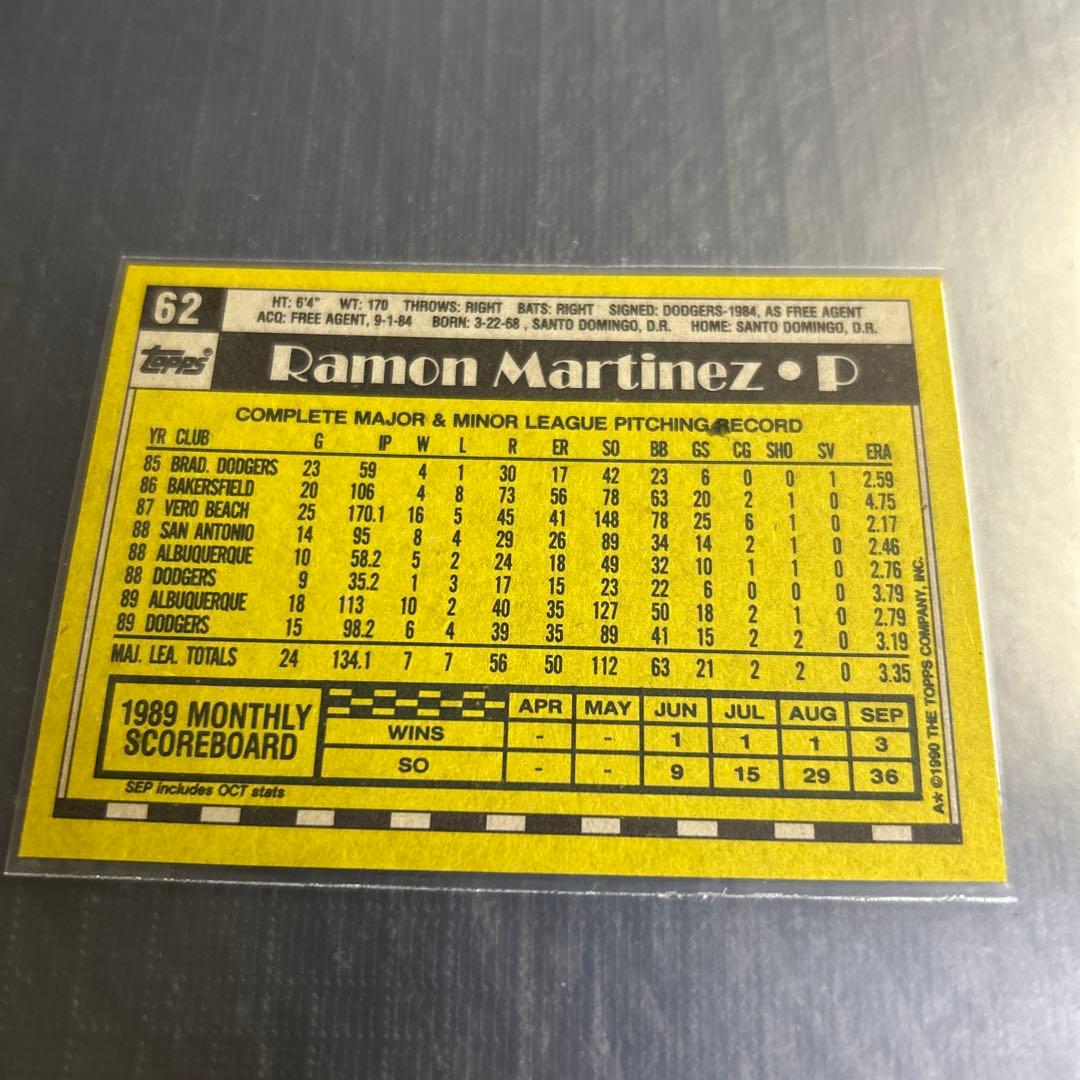 62
HT: 6'4" WT: 170 THROWS: RIGHT BATS: RIGHT SIGNED: DODGERS-1984, AS FREE AGENT
ACQ: FREE AGENT, 9-1-84 BORN: 3-22-68 , SANTO DOMINGO, D.R. HOME: SANTO DOMINGO, D.R.
Topps®
Ramon Martinez • P
COMPLETE MAJOR & MINOR LEAGUE PITCHING RECORD
YR CLUB G IP W L R ER SO BB GS CG SHO SV ERA
85 BRAD. DODGERS 23 59 4 1 30 17 42 23 6 0 0 1 2.59
86 BAKERSFIELD 20 106 4 8 73 56 78 63 20 2 1 0 4.75
87 VERO BEACH 25 170.1 16 5 45 41 148 78 25 6 1 0 2.17
88 SAN ANTONIO 14 95 8 4 29 26 89 34 14 2 1 0 2.46
88 ALBUQUERQUE 10 58.2 5 2 24 18 49 32 10 1 1 0 2.76
88 DODGERS 9 35.2 1 3 17 15 23 22 6 0 0 0 3.79
89 ALBUQUERQUE 18 113 10 2 40 35 127 50 18 2 1 0 2.79
89 DODGERS 15 98.2 6 4 39 35 89 41 15 2 2 0 3.19
MAJ. LEA. TOTALS 24 134.1 7 7 56 50 112 63 21 2 2 0 3.35
1989 MONTHLY
SCOREBOARD
APR MAY JUN JUL AUG SEP
WINS - - 1 1 1 3
SO - - 9 15 29 36
SEP includes OCT stats
A* ©1990 THE TOPPS COMPANY, INC.